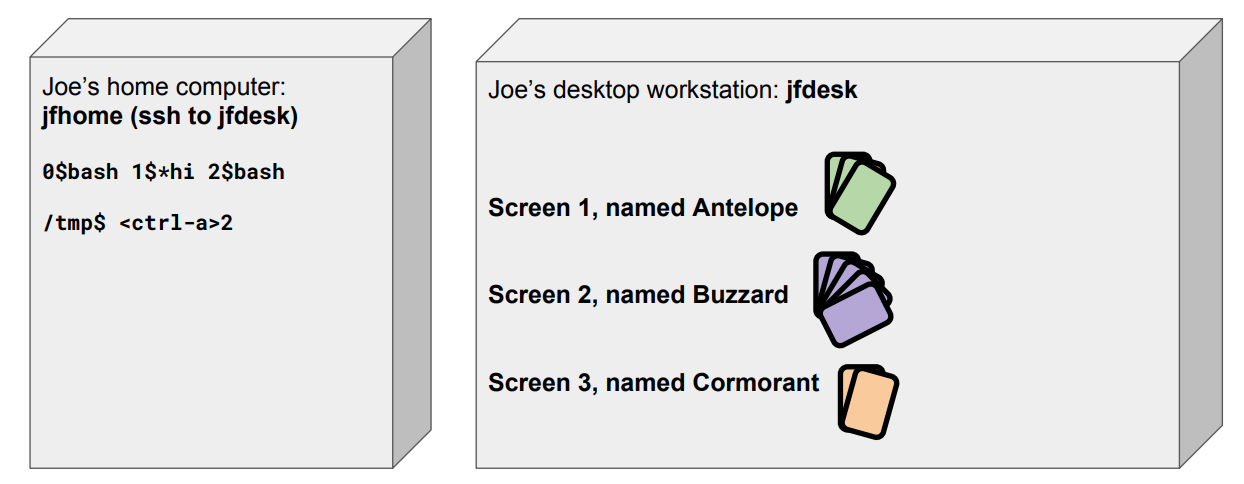 Joe’s home computer:
jfhome (ssh to jfdesk)
0$bash 1$*hi 2$bash
/tmp$ <ctrl-a>2
Joe’s desktop workstation: jfdesk
Screen 1, named Antelope
Screen 2, named Buzzard
Screen 3, named Cormorant